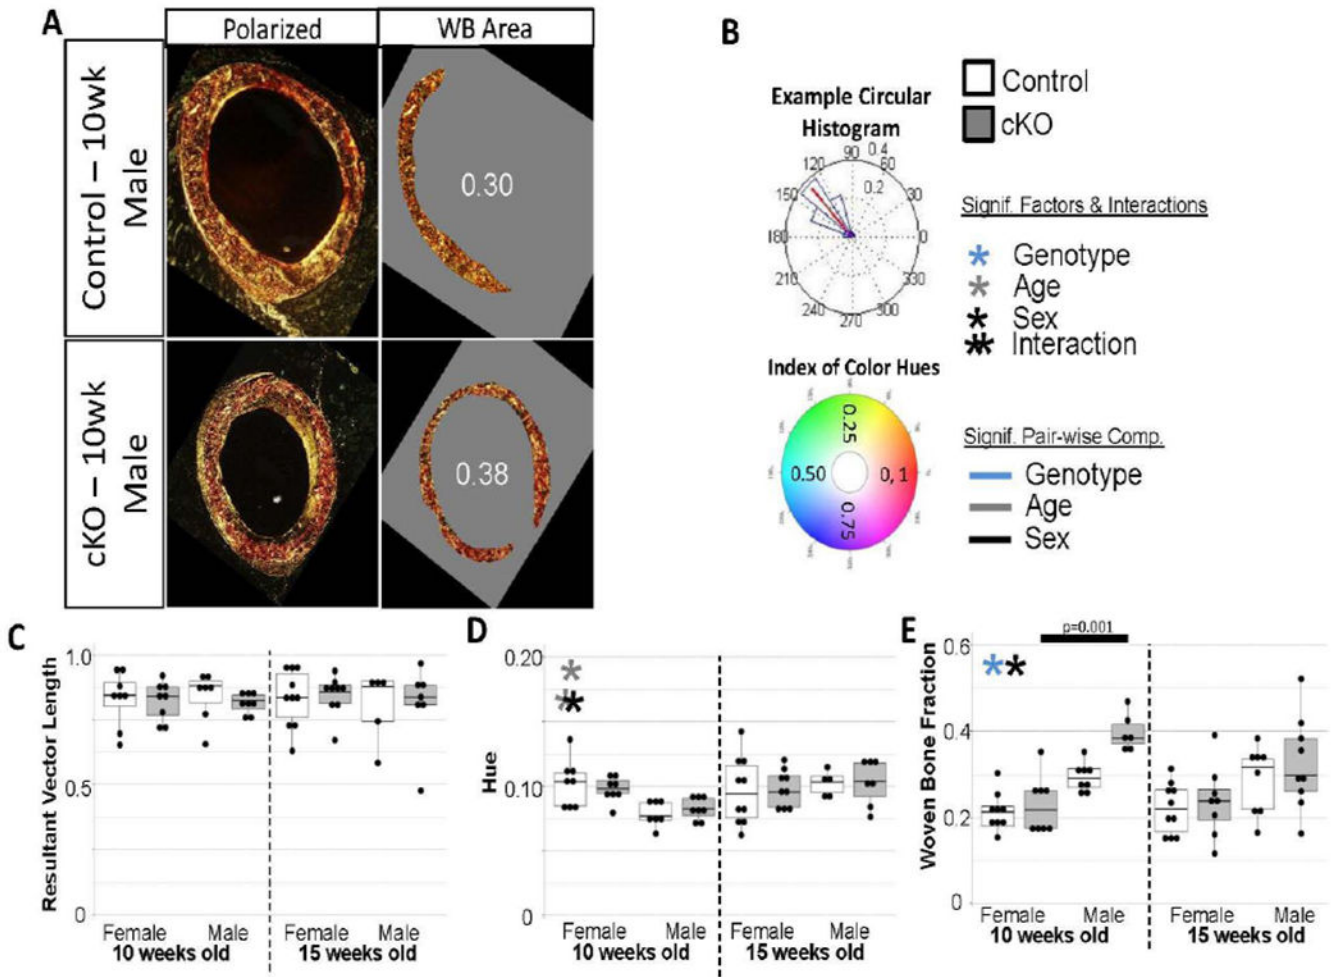 A
Polarized
WB Area
Control – 10wk
Male
0.30
cKO – 10wk
Male
0.38
B
Example Circular
Histogram
90
0.4
120
60
0.2
150
30
180
0
210
330
240
300
270
Index of Color Hues
0.25
0.50
0, 1
0.75
Control
cKO
Signif. Factors & Interactions
* Genotype
* Age
* Sex
** Interaction
Signif. Pair-wise Comp.
Genotype
Age
Sex
C
Resultant Vector Length
1.0
0.5
0
Female Male Female Male
10 weeks old 15 weeks old
D
Hue
0.20
0.10
0
*
**
Female Male Female Male
10 weeks old 15 weeks old
E
Woven Bone Fraction
0.6
0.4
0.2
0
p=0.001
* *
Female Male Female Male
10 weeks old 15 weeks old